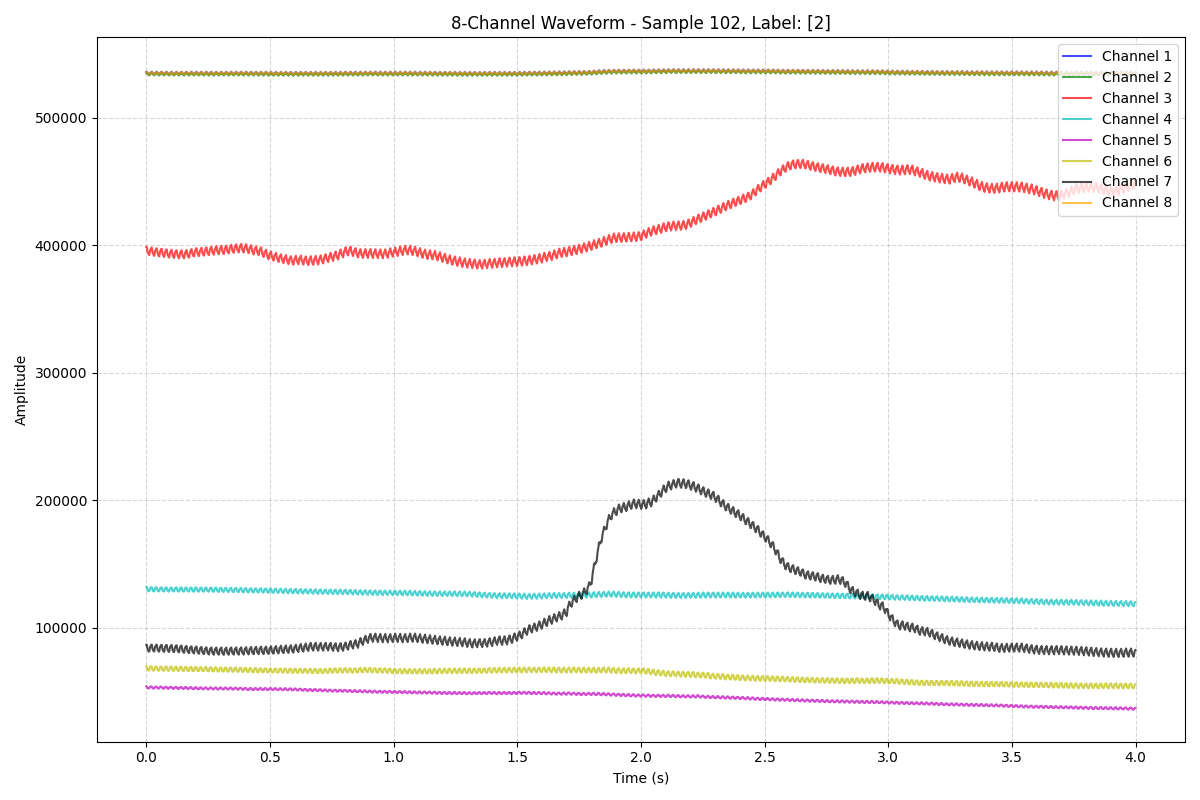 8-Channel Waveform - Sample 102, Label: [2]
Channel 1
Channel 2
Channel 3
Channel 4
Channel 5
Channel 6
Channel 7
Channel 8
500000
400000
300000
200000
100000
Amplitude
0.0 0.5 1.0 1.5 2.0 2.5 3.0 3.5 4.0
Time (s)